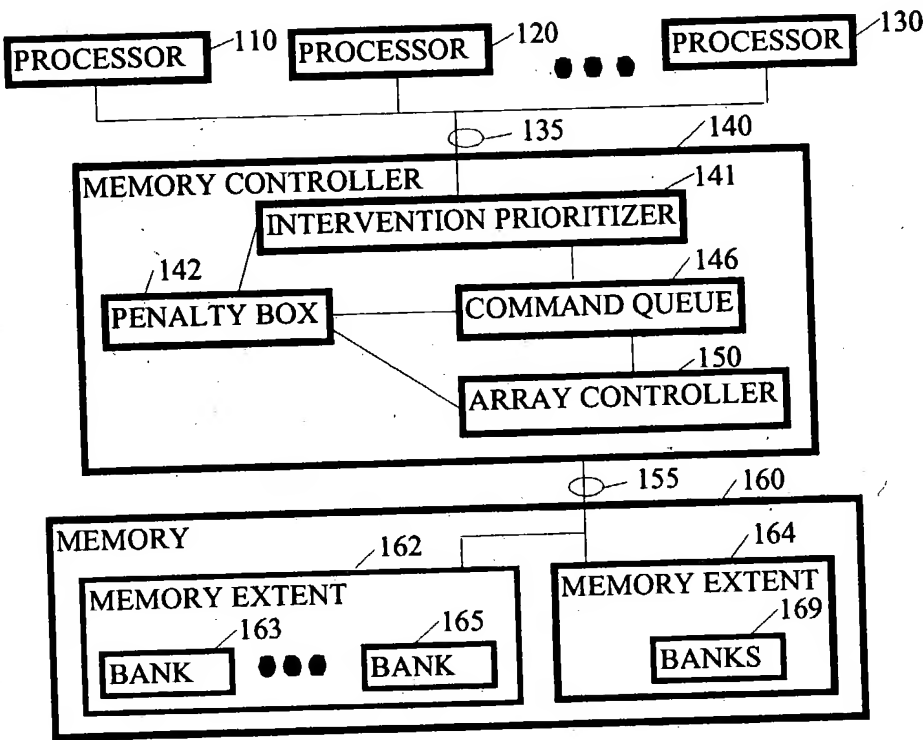 PROCESSOR 110
PROCESSOR 120
PROCESSOR 130
135
140
MEMORY CONTROLLER
141
INTERVENTION PRIORITIZER
142
146
PENALTY BOX
COMMAND QUEUE
150
ARRAY CONTROLLER
155
160
MEMORY
162
164
MEMORY EXTENT
MEMORY EXTENT
163
165
169
BANK
BANK
BANKS